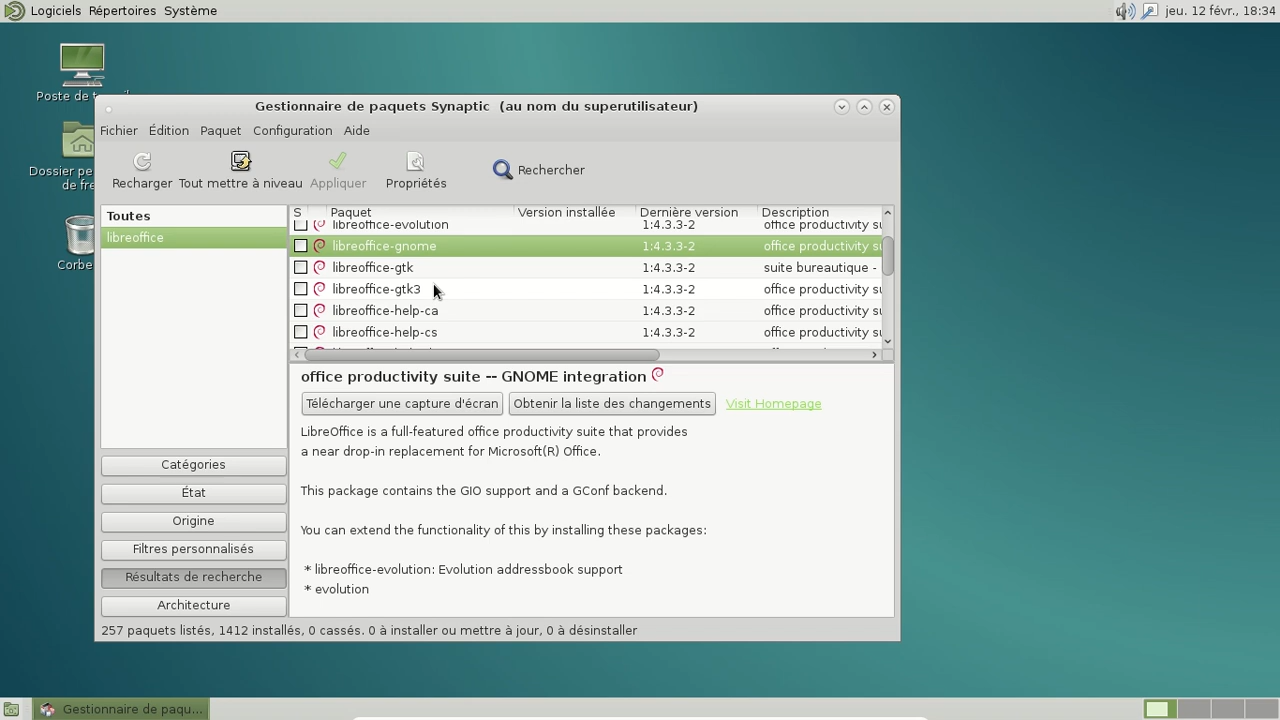 Logiciels Répertoires Système
jeu. 12 févr., 18:34
Poste de
Dossier pe
de
Corbe
Gestionnaire de paquets Synaptic (au nom du superutilisateur)
Fichier Édition Paquet Configuration Aide
Recharger Tout mettre à niveau Appliquer Propriétés Rechercher
Toutes
libreoffice
S Paquet Version installée Dernière version Description
libreoffice-evolution 1:4.3.3-2 office productivity su
libreoffice-gnome 1:4.3.3-2 office productivity su
libreoffice-gtk 1:4.3.3-2 suite bureautique -
libreoffice-gtk3 1:4.3.3-2 office productivity su
libreoffice-help-ca 1:4.3.3-2 office productivity su
libreoffice-help-cs 1:4.3.3-2 office productivity su
office productivity suite -- GNOME integration
Télécharger une capture d'écran Obtenir la liste des changements Visit Homepage
LibreOffice is a full-featured office productivity suite that provides
a near drop-in replacement for Microsoft(R) Office.
This package contains the GIO support and a GConf backend.
You can extend the functionality of this by installing these packages:
* libreoffice-evolution: Evolution addressbook support
* evolution
Catégories
État
Origine
Filtres personnalisés
Résultats de recherche
Architecture
257 paquets listés, 1412 installés, 0 cassés. 0 à installer ou mettre à jour, 0 à désinstaller
Gestionnaire de paqu...